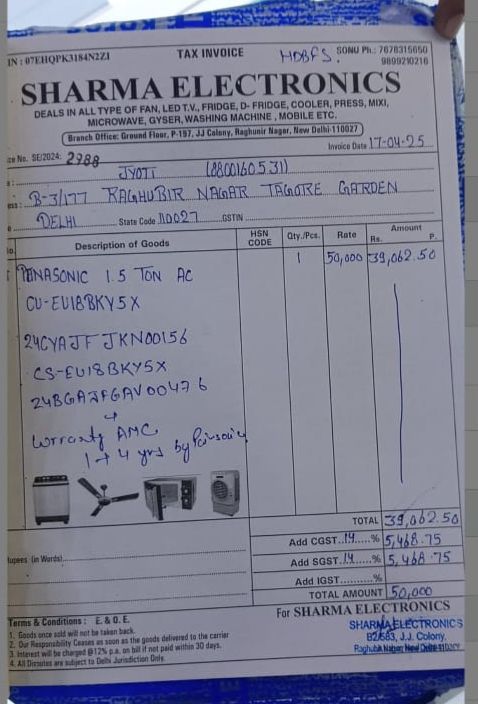 IN : 07EHQPK3184N2ZI TAX INVOICE HDBFS. SONU Ph.: 7678315650
9899210216
SHARMA ELECTRONICS
DEALS IN ALL TYPE OF FAN, LED T.V., FRIDGE, D- FRIDGE, COOLER, PRESS, MIXI,
MICROWAVE, GYSER, WASHING MACHINE , MOBILE ETC.
Branch Office: Ground Floor, P-197, JJ Colony, Raghunir Nagar, New Delhi-110027
ce No. SE/2024: 2788 Invoice Date 17-04-25
JYOTI (8800160531)
ess : B-3/177 RAGHUBIR NAGAR TAGORE GARDEN
DELHI State Code 110027 GSTIN
o. Description of Goods HSN CODE Qty./Pcs. Rate Amount Rs. P.
PANASONIC 1.5 TON AC 1 50,000 39,062.50
CU-EU18BKY5X
24CYAJF JKN00156
CS-EU18BKY5X
24BGAJFGAV00476
Warranty AMC
1+4 yrs by
TOTAL 39,062.50
Add CGST..14.....% 5,468.75
Rupees (in Words) Add SGST.14.....% 5,468.75
Add IGST..........%
TOTAL AMOUNT 50,000
Terms & Conditions : E. & O. E. For SHARMA ELECTRONICS
1. Goods once sold will not be taken back.
2. Our Responsibility Ceases as soon as the goods delivered to the carrier
3. Interest will be charged @12% p.a. on bill if not paid within 30 days.
4. All Disputes are subject to Delhi Jurisdiction Only.
SHARMA ELECTRONICS
B2/583, J.J. Colony,
Raghubir Nagar, New Delhi-